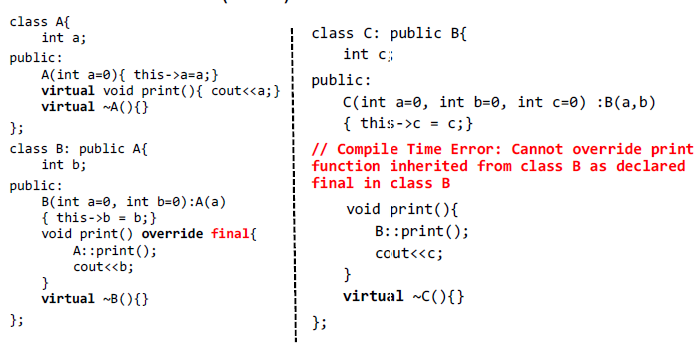 class A{
int a;
public:
A(int a=0){ this->a=a;}
virtual void print(){ cout<<a;}
virtual ~A(){}
};
class B: public A{
int b;
public:
B(int a=0, int b=0):A(a)
{ this->b = b;}
void print() override final{
A::print();
cout<<b;
}
virtual ~B(){}
};
class C: public B{
int c;
public:
C(int a=0, int b=0, int c=0) :B(a,b)
{ this->c = c;}
// Compile Time Error: Cannot override print
function inherited from class B as declared
final in class B
void print(){
B::print();
cout<<c;
}
virtual ~C(){}
};